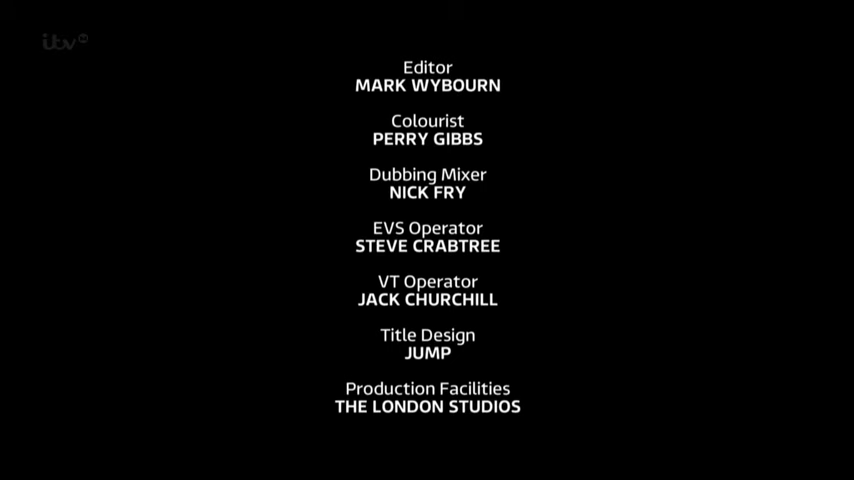 itv
Editor
MARK WYBOURN
Colourist
PERRY GIBBS
Dubbing Mixer
NICK FRY
EVS Operator
STEVE CRABTREE
VT Operator
JACK CHURCHILL
Title Design
JUMP
Production Facilities
THE LONDON STUDIOS